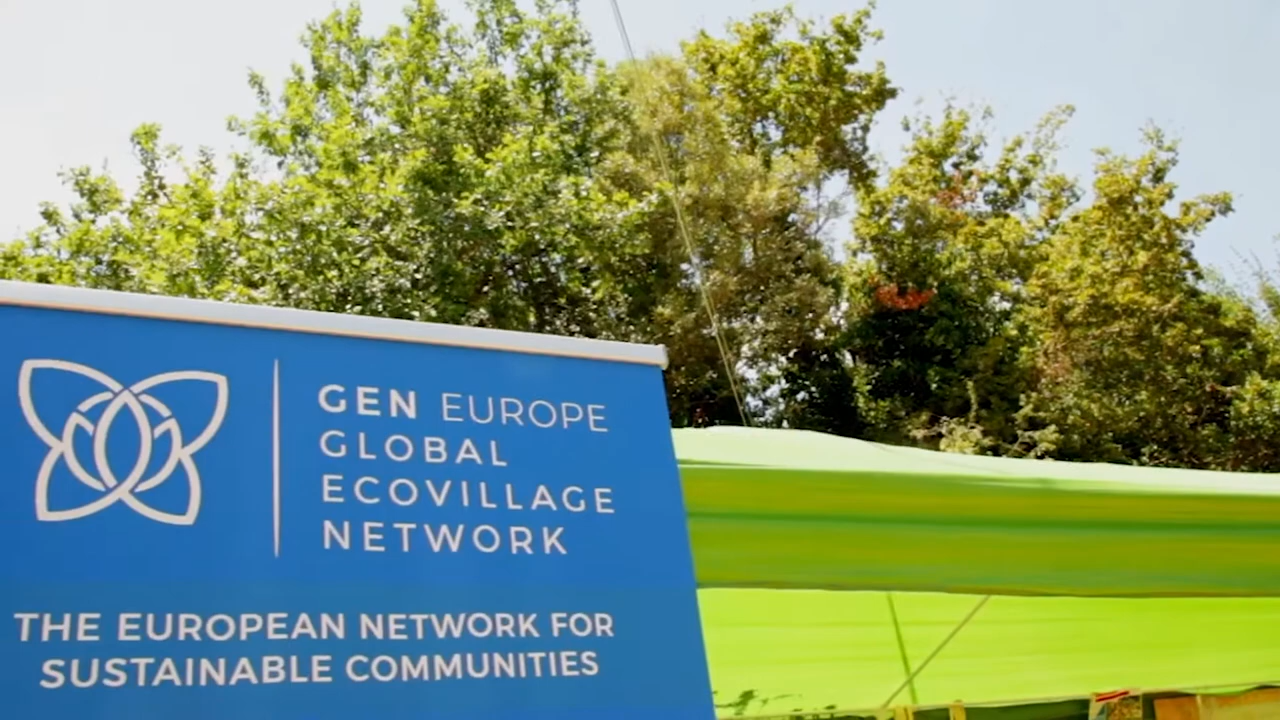 GEN EUROPE
GLOBAL
ECOVILLAGE
NETWORK
THE EUROPEAN NETWORK FOR
SUSTAINABLE COMMUNITIES